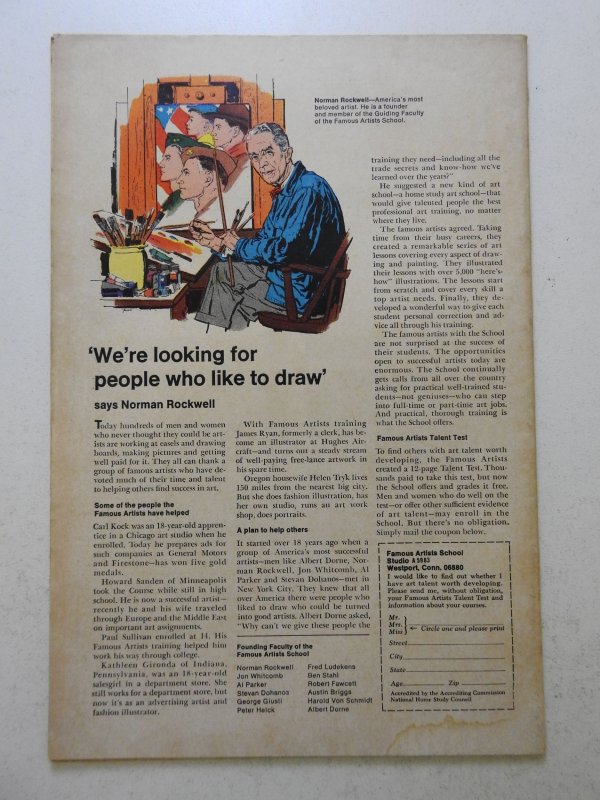 Norman Rockwell—America's most
beloved artist. He is a founder
and member of the Guiding Faculty
of the Famous Artists School.
'We're looking for
people who like to draw'
says Norman Rockwell
Today hundreds of men and women
who never thought they could be art-
ists are working at easels and drawing
boards, making pictures and getting
well paid for it. They all can thank a
group of famous artists who have de-
voted much of their time and talent
to helping others find success in art.
Some of the people the
Famous Artists have helped
Carl Kock was an 18-year-old appren-
tice in a Chicago art studio when he
enrolled. Today he prepares ads for
such companies at General Motors
and Firestone—has won five gold
medals.
Howard Sanden of Minneapolis
took the Course while still in high
school. He is now a successful artist—
recently he and his wife traveled
through Europe and the Middle East
on important art assignments.
Paul Sullivan enrolled at 14. His
Famous Artists training helped him
work his way through college.
Kathleen Gironda of Indiana,
Pennsylvania, was an 18-year-old
salesgirl in a department store. She
still works for a department store, but
now it's as an advertising artist and
fashion illustrator.
With Famous Artists training
James Ryan, formerly a clerk, has be-
come an illustrator at Hughes Air-
craft—and turns out a steady stream
of well-paying free-lance artwork in
his spare time.
Oregon housewife Helen Tryk lives
150 miles from the nearest big city.
But she does fashion illustration, has
her own studio, runs an art work
shop, does portraits.
A plan to help others
It started over 18 years ago when a
group of America's most successful
artists—men like Albert Dorne, Nor-
man Rockwell, Jon Whitcomb, Al
Parker and Stevan Dohanos—met in
New York City. They knew that all
over America there were people who
liked to draw who could be turned
into good artists. Albert Dorne asked,
"Why can't we give these people the
Founding Faculty of the
Famous Artists School
Norman Rockwell
Jon Whitcomb
Al Parker
Stevan Dohanos
George Giusti
Peter Helck
Fred Ludekens
Ben Stahl
Robert Fawcett
Austin Briggs
Harold Von Schmidt
Albert Dorne
training they need—including all the
trade secrets and know-how we've
learned over the years?"
He suggested a new kind of art
school—a home study art school—that
would give talented people the best
professional art training, no matter
where they live.
The famous artists agreed. Taking
time from their busy careers, they
created a remarkable series of art
lessons covering every aspect of draw-
ing and painting. They illustrated
their lessons with over 5,000 "here's-
how" illustrations. The lessons start
from scratch and cover every skill a
top artist needs. Finally, they de-
veloped a wonderful way to give each
student personal correction and ad-
vice all through his training.
The famous artists with the School
are not surprised at the success of
their students. The opportunities
open to successful artists today are
enormous. The School continually
gets calls from all over the country
asking for practical well-trained stu-
dents—not geniuses—who can step
into full-time or part-time art jobs.
And practical, thorough training is
what the School offers.
Famous Artists Talent Test
To find others with art talent worth
developing, the Famous Artists
created a 12-page Talent Test. Thou-
sands paid to take this test, but now
the School offers and grades it free.
Men and women who do well on the
test—or offer other sufficient evidence
of art talent—may enroll in the
School. But there's no obligation.
Simply mail the coupon below.
Famous Artists School
Studio A 5983
Westport, Conn. 06880
I would like to find out whether I
have art talent worth developing.
Please send me, without obligation,
your Famous Artists Talent Test and
information about your courses.
Mr.
Mrs. ← Circle one and please print
Miss
Street
City
State
Age Zip
Accredited by the Accrediting Commission
National Home Study Council